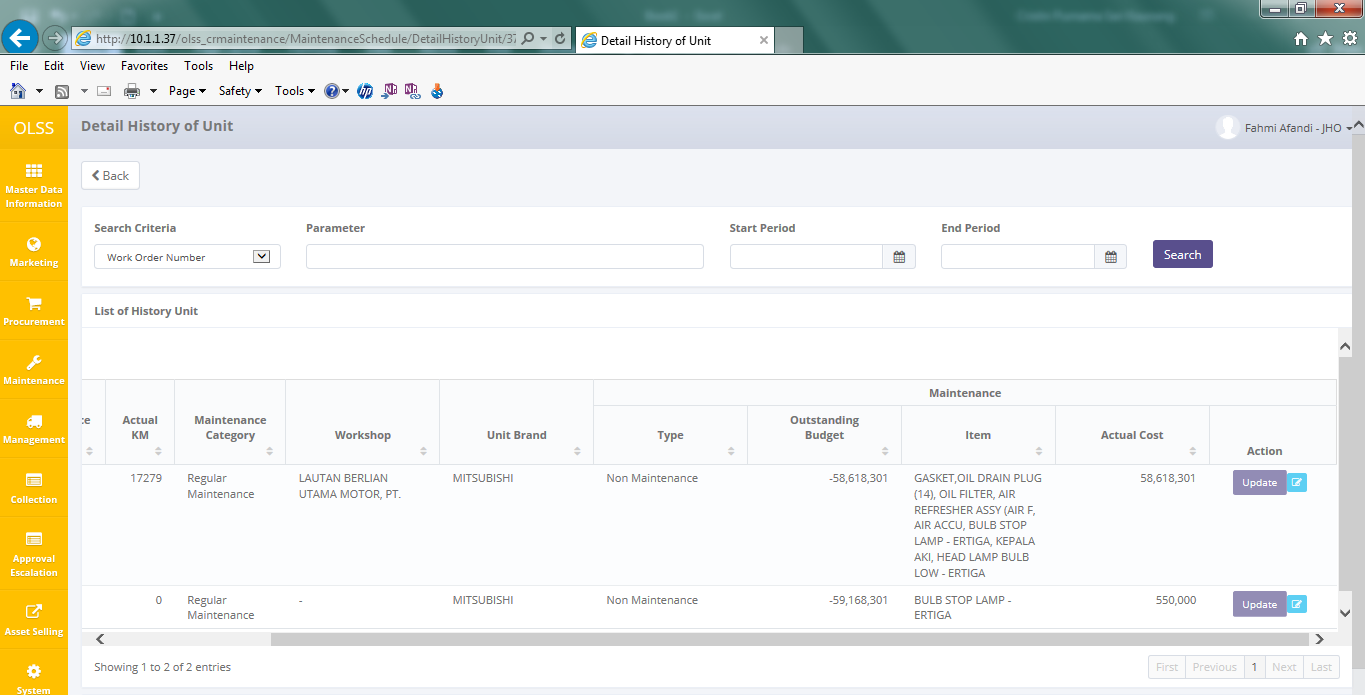 http://10.1.1.37/olss_crmaintenance/MaintenanceSchedule/DetailHistoryUnit/37
Detail History of Unit
File Edit View Favorites Tools Help
Page Safety Tools
OLSS
Detail History of Unit
Fahmi Afandi - JHO
Master Data
Information
Marketing
Procurement
Maintenance
Management
Collection
Approval
Escalation
Asset Selling
System
Back
Search Criteria Parameter Start Period End Period
Work Order Number Search
List of History Unit
Maintenance
ce Actual Maintenance Outstanding
KM Category Workshop Unit Brand Type Budget Item Actual Cost
Action
17279 Regular LAUTAN BERLIAN MITSUBISHI Non Maintenance -58,618,301 GASKET,OIL DRAIN PLUG 58,618,301 Update
Maintenance UTAMA MOTOR, PT. (14), OIL FILTER, AIR
REFRESHER ASSY (AIR F,
AIR ACCU, BULB STOP
LAMP - ERTIGA, KEPALA
AKI, HEAD LAMP BULB
LOW - ERTIGA
0 Regular - MITSUBISHI Non Maintenance -59,168,301 BULB STOP LAMP - 550,000 Update
Maintenance ERTIGA
Showing 1 to 2 of 2 entries
First Previous 1 Next Last